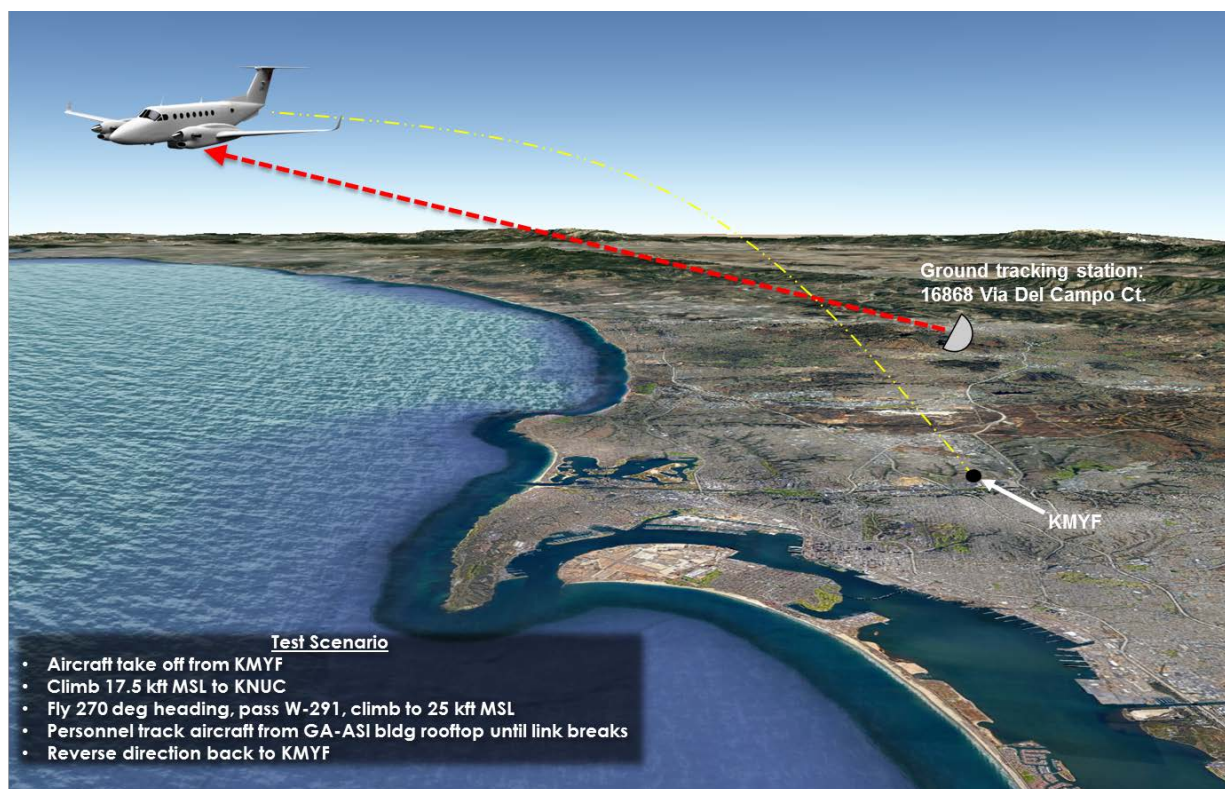 Ground tracking station:
16868 Via Del Campo Ct.
KMYF
Test Scenario
• Aircraft take off from KMYF
• Climb 17.5 kft MSL to KNUC
• Fly 270 deg heading, pass W-291, climb to 25 kft MSL
• Personnel track aircraft from GA-ASI bldg rooftop until link breaks
• Reverse direction back to KMYF